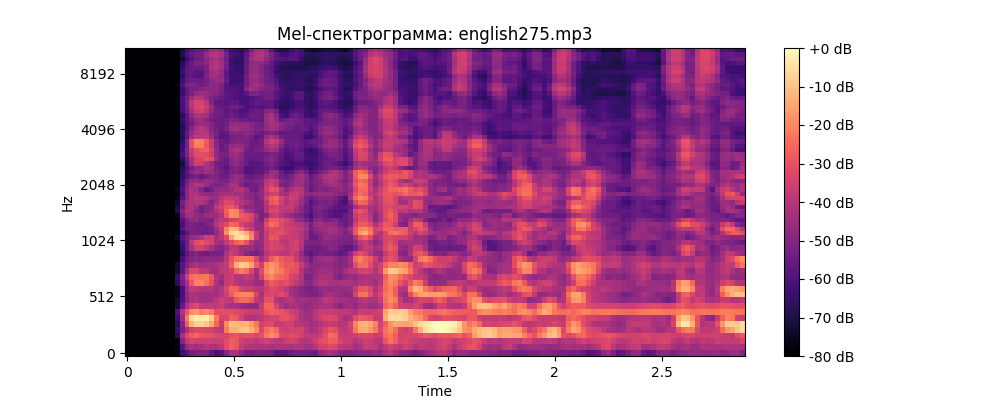 Mel-спектрограмма: english275.mp3
Hz
8192
4096
2048
1024
512
0
0
0.5
1
1.5
2
2.5
Time
+0 dB
-10 dB
-20 dB
-30 dB
-40 dB
-50 dB
-60 dB
-70 dB
-80 dB